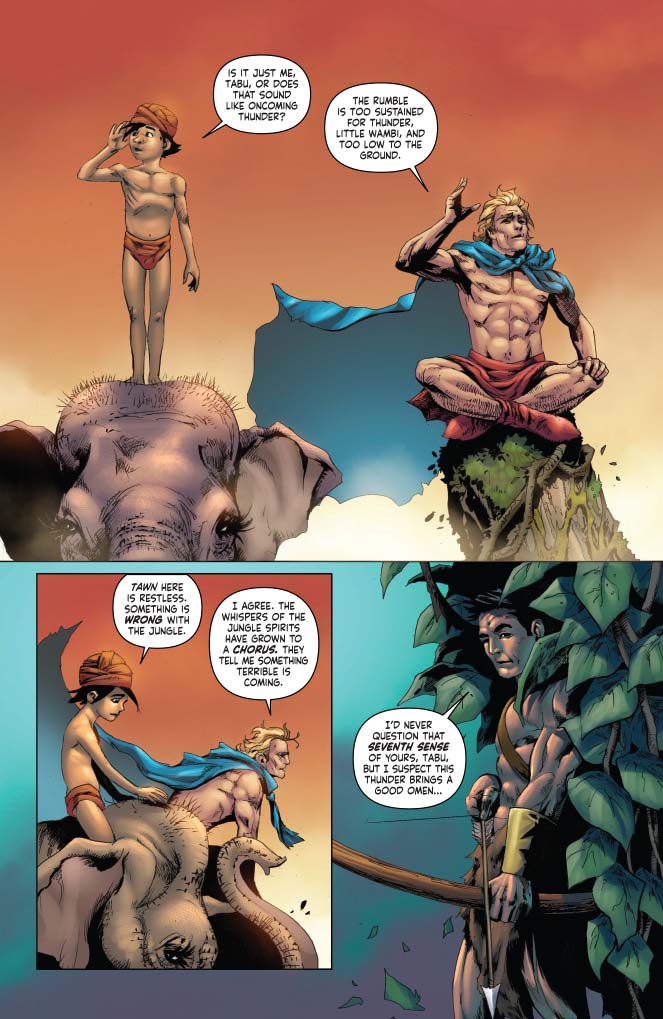 IS IT JUST ME,
TABU, OR DOES
THAT SOUND
LIKE ONCOMING
THUNDER?
THE RUMBLE
IS TOO SUSTAINED
FOR THUNDER,
LITTLE WAMBI, AND
TOO LOW TO THE
GROUND.
TAWN HERE
IS RESTLESS.
SOMETHING IS
WRONG WITH
THE JUNGLE.
I AGREE. THE
WHISPERS OF THE
JUNGLE SPIRITS
HAVE GROWN TO
A CHORUS. THEY
TELL ME SOMETHING
TERRIBLE IS
COMING.
I'D NEVER
QUESTION THAT
SEVENTH SENSE
OF YOURS, TABU,
BUT I SUSPECT THIS
THUNDER BRINGS A
GOOD OMEN...